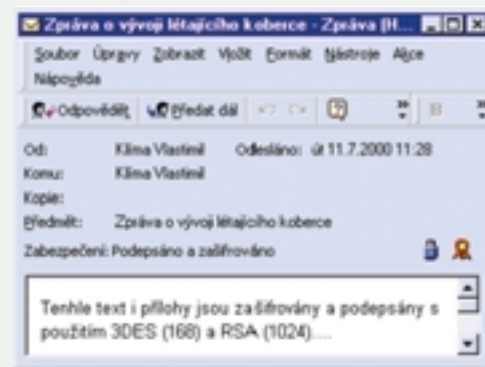 Zpráva o vývoji létajícího koberce - Zpráva (H...
Soubor Úpravy Zobrazit Vložit Formát Nástroje Akce
Nápověda
Odpovědět Předat dál B
Od: Klíma Vlastimil Odesláno: út 11.7.2000 11:28
Komu: Klíma Vlastimil
Kopie:
Předmět: Zpráva o vývoji létajícího koberce
Zabezpečení: Podepsáno a zašifrováno
Tenhle text i přílohy jsou zašifrovány a podepsány s
použitím 3DES (168) a RSA (1024)....